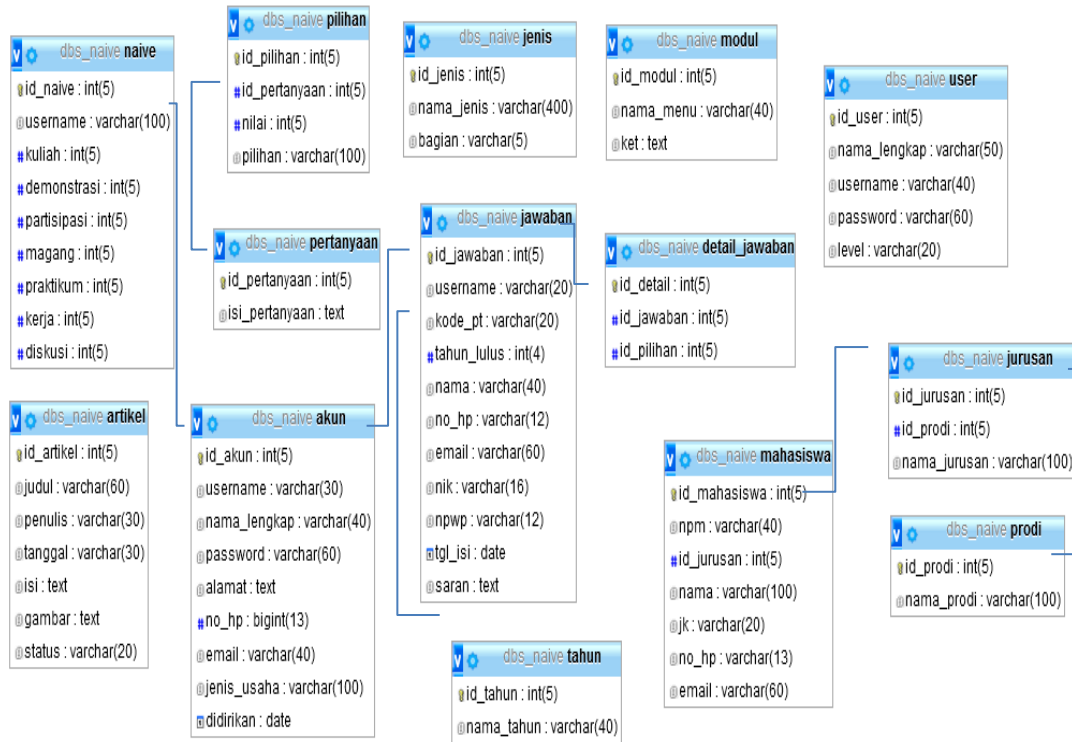 dbs_naive naive
id_naive : int(5)
username : varchar(100)
#kuliah : int(5)
#demonstrasi : int(5)
#partisipasi : int(5)
#magang : int(5)
#praktikum : int(5)
#kerja : int(5)
#diskusi : int(5)
dbs_naive pilihan
id_pilihan : int(5)
#id_pertanyaan : int(5)
#nilai : int(5)
pilihan : varchar(100)
dbs_naive jenis
id_jenis : int(5)
nama_jenis : varchar(400)
bagian : varchar(5)
dbs_naive modul
id_modul : int(5)
nama_menu : varchar(40)
ket : text
dbs_naive user
id_user : int(5)
nama_lengkap : varchar(50)
username : varchar(40)
password : varchar(60)
level : varchar(20)
dbs_naive pertanyaan
id_pertanyaan : int(5)
isi_pertanyaan : text
dbs_naive jawaban
id_jawaban : int(5)
username : varchar(20)
kode_pt : varchar(20)
#tahun_lulus : int(4)
nama : varchar(40)
no_hp : varchar(12)
email : varchar(60)
nik : varchar(16)
npwp : varchar(12)
tgl_isi : date
saran : text
dbs_naive detail_jawaban
id_detail : int(5)
#id_jawaban : int(5)
#id_pilihan : int(5)
dbs_naive jurusan
id_jurusan : int(5)
#id_prodi : int(5)
nama_jurusan : varchar(100)
dbs_naive artikel
id_artikel : int(5)
judul : varchar(60)
penulis : varchar(30)
tanggal : varchar(30)
isi : text
gambar : text
status : varchar(20)
dbs_naive akun
id_akun : int(5)
username : varchar(30)
nama_lengkap : varchar(40)
password : varchar(60)
alamat : text
#no_hp : bigint(13)
email : varchar(40)
jenis_usaha : varchar(100)
didirikan : date
dbs_naive mahasiswa
id_mahasiswa : int(5)
npm : varchar(40)
#id_jurusan : int(5)
nama : varchar(100)
jk : varchar(20)
no_hp : varchar(13)
email : varchar(60)
dbs_naive prodi
id_prodi : int(5)
nama_prodi : varchar(100)
dbs_naive tahun
id_tahun : int(5)
nama_tahun : varchar(40)